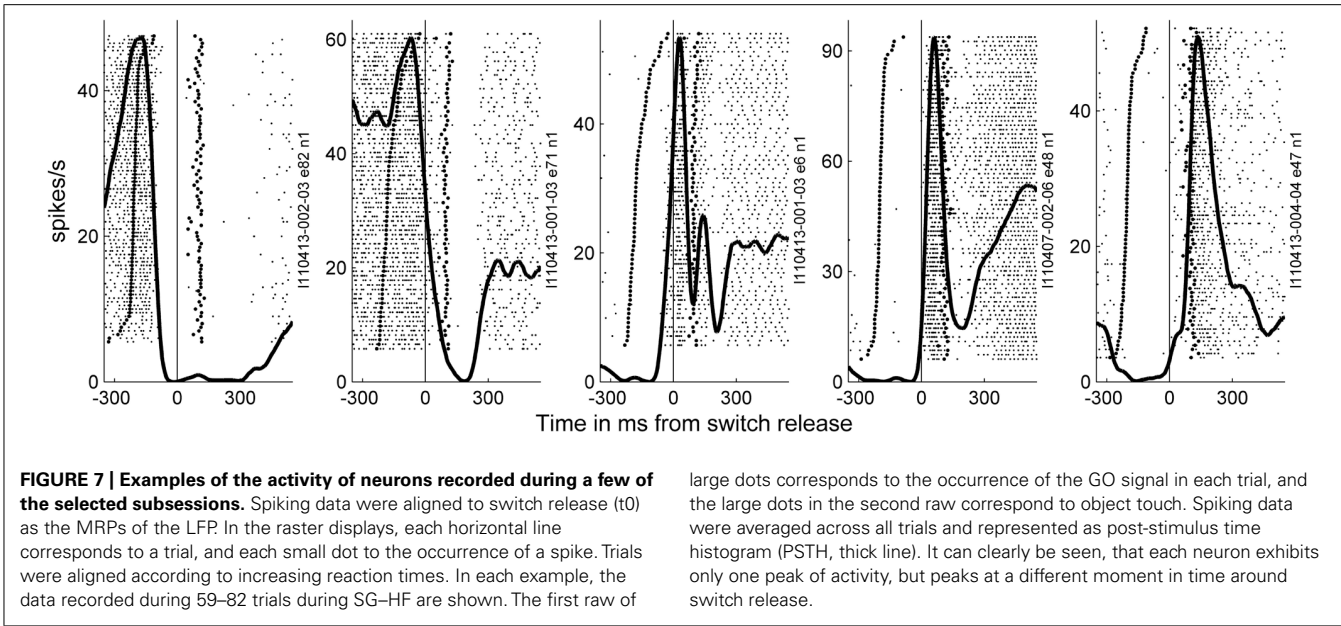 40
20
0
spikes/s
-300 0 300
I110413-002-03 e82 n1
60
40
20
0
-300 0 300
I110413-001-03 e71 n1
40
20
0
-300 0 300
I110413-001-03 e6 n1
90
60
30
0
-300 0 300
I110407-002-06 e48 n1
40
20
0
-300 0 300
I110413-004-04 e47 n1
Time in ms from switch release
FIGURE 7 | Examples of the activity of neurons recorded during a few of
the selected subsessions. Spiking data were aligned to switch release (t0)
as the MRPs of the LFP. In the raster displays, each horizontal line
corresponds to a trial, and each small dot to the occurrence of a spike. Trials
were aligned according to increasing reaction times. In each example, the
data recorded during 59–82 trials during SG–HF are shown. The first raw of
large dots corresponds to the occurrence of the GO signal in each trial, and
the large dots in the second raw correspond to object touch. Spiking data
were averaged across all trials and represented as post-stimulus time
histogram (PSTH, thick line). It can clearly be seen, that each neuron exhibits
only one peak of activity, but peaks at a different moment in time around
switch release.